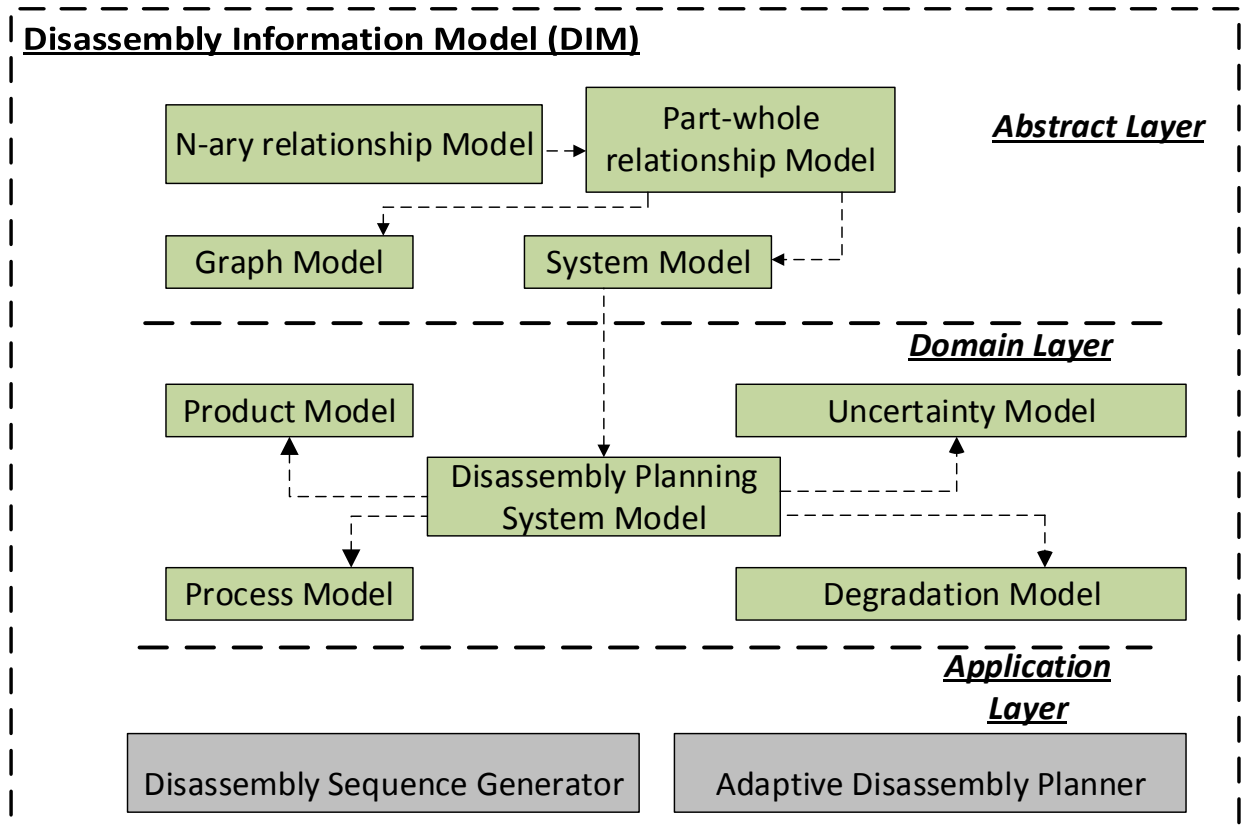 Disassembly Information Model (DIM)
N-ary relationship Model
Part-whole
relationship Model
Abstract Layer
Graph Model
System Model
Domain Layer
Product Model
Uncertainty Model
Disassembly Planning
System Model
Process Model
Degradation Model
Application
Layer
Disassembly Sequence Generator
Adaptive Disassembly Planner